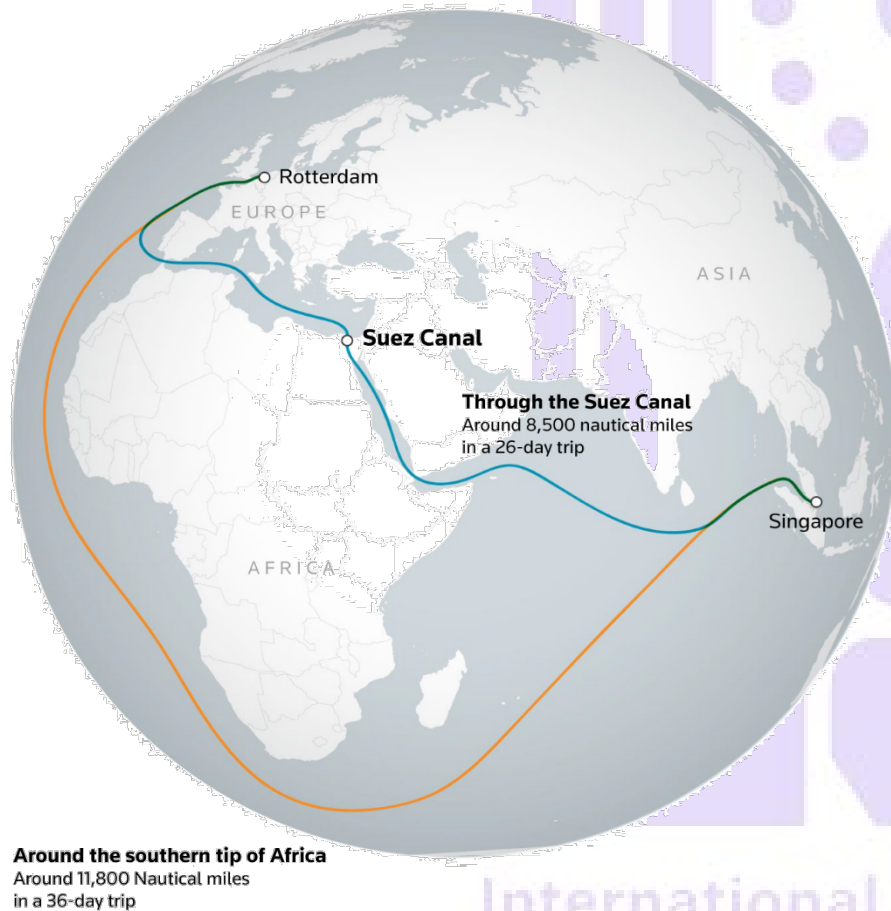 Rotterdam
EUROPE
ASIA
Suez Canal
Through the Suez Canal
Around 8,500 nautical miles
in a 26-day trip
Singapore
AFRICA
Around the southern tip of Africa
Around 11,800 Nautical miles
in a 36-day trip
International